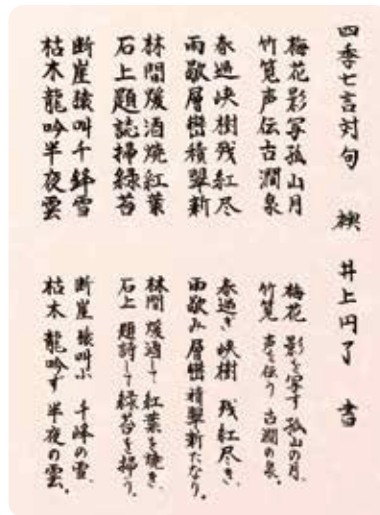 四季七言対句 襖 井上円了 書
梅花影写孤山月
竹筧声伝古澗泉
春過峡樹残紅尽
雨歇層巒積翠新
林間煖酒焼紅葉
石上題誌掃緑苔
断崖猿叫千峰雪
枯木龍吟半夜雲
梅花 影を写す 孤山の月、
竹筧 声を伝う 古澗の泉。
春過ぎ 峡樹 残紅尽き、
雨歇み 層巒 積翠新たなり。
林間 煖酒して 紅葉を焼き、
石上 題詩して 緑苔を掃う。
断崖 猿叫ぶ 千峰の雪、
枯木 龍吟ず 半夜の雲。